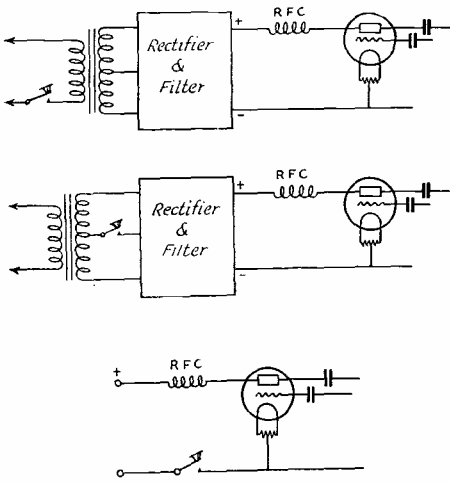 +
RFC
Rectifier
&
Filter
-
+
RFC
Rectifier
&
Filter
-
+
RFC